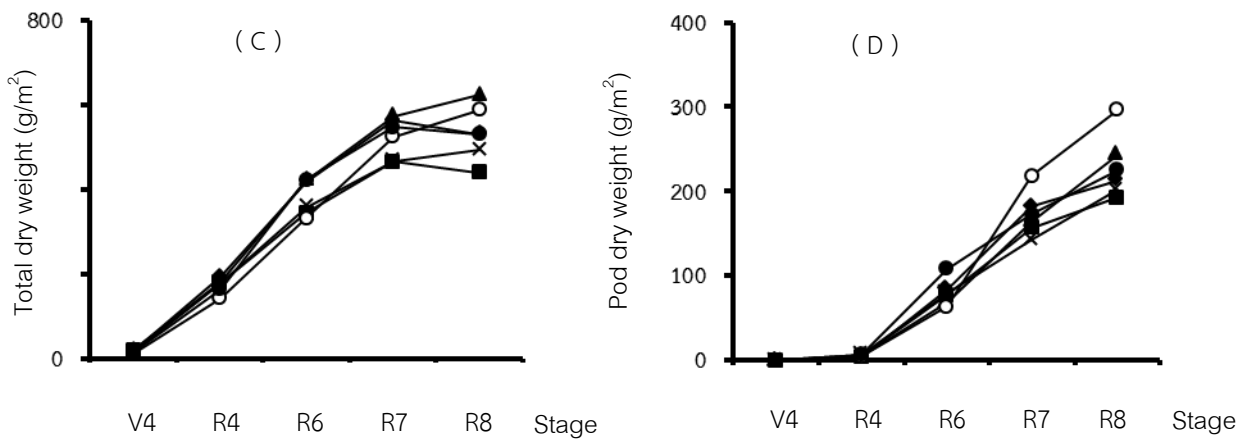 Total dry weight (g/m²)
800
0
( C )
V4 R4 R6 R7 R8 Stage
Pod dry weight (g/m²)
400
300
200
100
0
( D )
V4 R4 R6 R7 R8 Stage